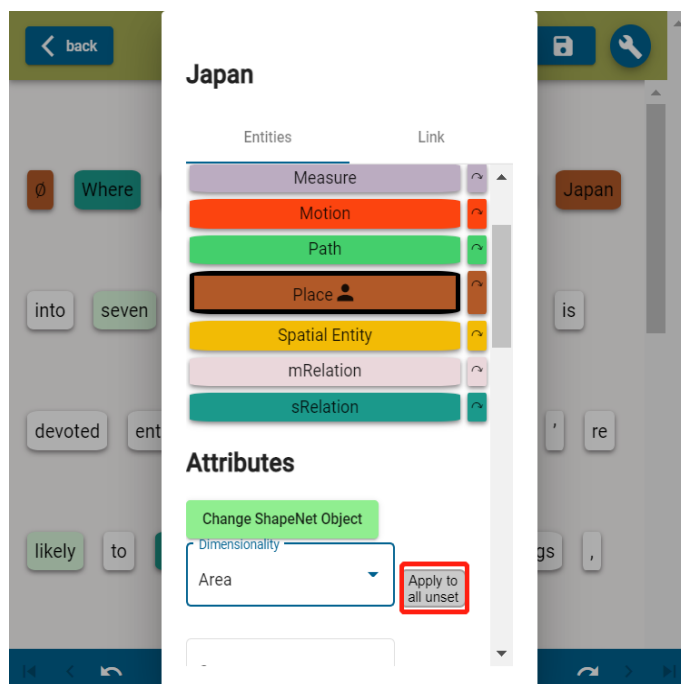 back
Japan
Entities
Link
Ø
Where
Measure
Japan
Motion
Path
into
seven
Place
is
Spatial Entity
mRelation
devoted
ent
sRelation
'
re
Attributes
Change ShapeNet Object
Dimensionality
likely
to
Area
Apply to
all unset
gs
,